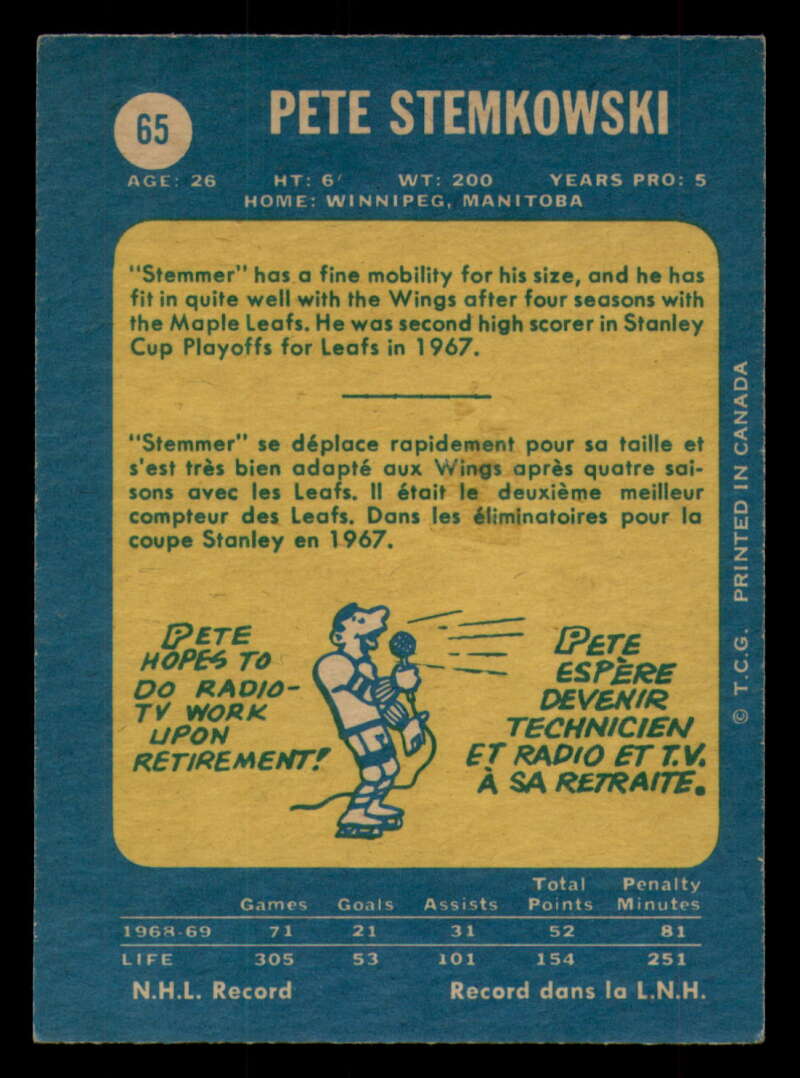 65
PETE STEMKOWSKI
AGE: 26 HT: 6' WT: 200 YEARS PRO: 5
HOME: WINNIPEG, MANITOBA
"Stemmer" has a fine mobility for his size, and he has
fit in quite well with the Wings after four seasons with
the Maple Leafs. He was second high scorer in Stanley
Cup Playoffs for Leafs in 1967.
"Stemmer" se déplace rapidement pour sa taille et
s'est très bien adapté aux Wings après quatre sai-
sons avec les Leafs. Il était le deuxième meilleur
compteur des Leafs. Dans les éliminatoires pour la
coupe Stanley en 1967.
PETE
HOPES TO
DO RADIO-
TV WORK
UPON
RETIREMENT!
PETE
ESPÈRE
DEVENIR
TECHNICIEN
ET RADIO ET T.V.
À SA RETRAITE.
© T.C.G. PRINTED IN CANADA
Games Goals Assists Total Points Penalty Minutes
1968-69 71 21 31 52 81
LIFE 305 53 101 154 251
N.H.L. Record Record dans la L.N.H.